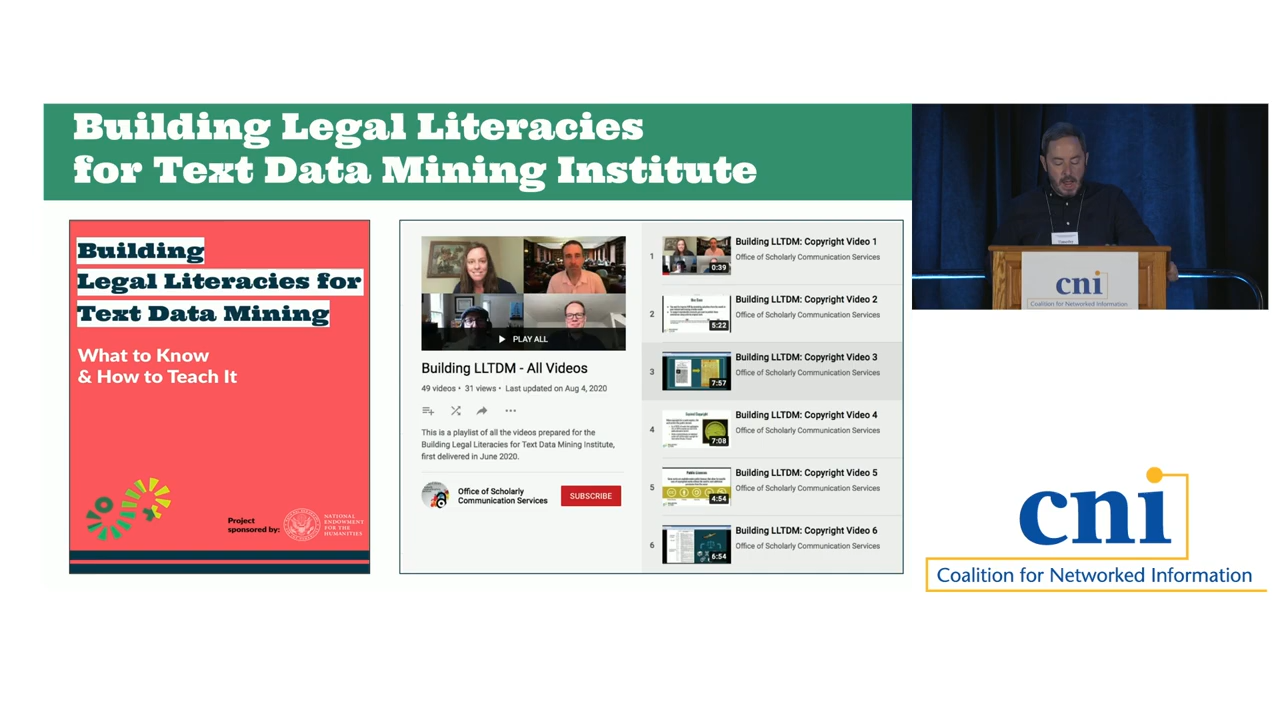 Building Legal Literacies
for Text Data Mining Institute
Building
Legal Literacies for
Text Data Mining
What to Know
& How to Teach It
Project
sponsored by:
NATIONAL
ENDOWMENT
FOR THE
HUMANITIES
PLAY ALL
Building LLTDM - All Videos
49 videos • 31 views • Last updated on Aug 4, 2020
This is a playlist of all the videos prepared for the
Building Legal Literacies for Text Data Mining Institute,
first delivered in June 2020.
Office of Scholarly
Communication Services
SUBSCRIBE
1
0:39
Building LLTDM: Copyright Video 1
Office of Scholarly Communication Services
2
5:22
Building LLTDM: Copyright Video 2
Office of Scholarly Communication Services
3
7:57
Building LLTDM: Copyright Video 3
Office of Scholarly Communication Services
4
7:08
Building LLTDM: Copyright Video 4
Office of Scholarly Communication Services
5
Public Licenses
4:54
Building LLTDM: Copyright Video 5
Office of Scholarly Communication Services
6
6:54
Building LLTDM: Copyright Video 6
Office of Scholarly Communication Services
cni
Coalition for Networked Information
cni
Coalition for Networked Information